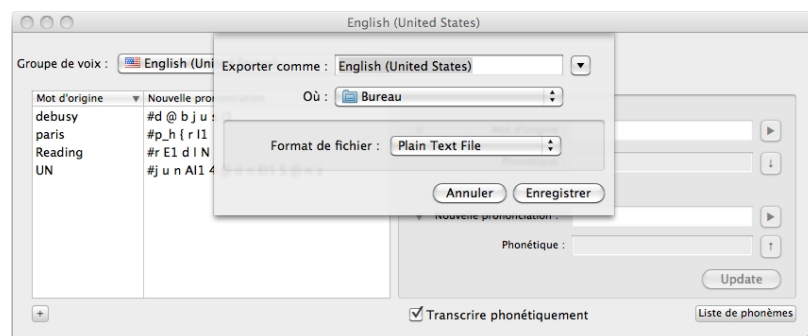 English (United States)
Groupe de voix : English (Uni
Exporter comme : English (United States)
Où : Bureau
Format de fichier : Plain Text File
Annuler Enregistrer
Mot d'origine Nouvelle pron
debusy #d @ b j u s
paris #p_h { r I1
Reading #r E1 d I N
UN #j u n AI1 4
Nouvelle prononciation :
Phonétique :
Update
+
Transcrire phonétiquement
Liste de phonèmes